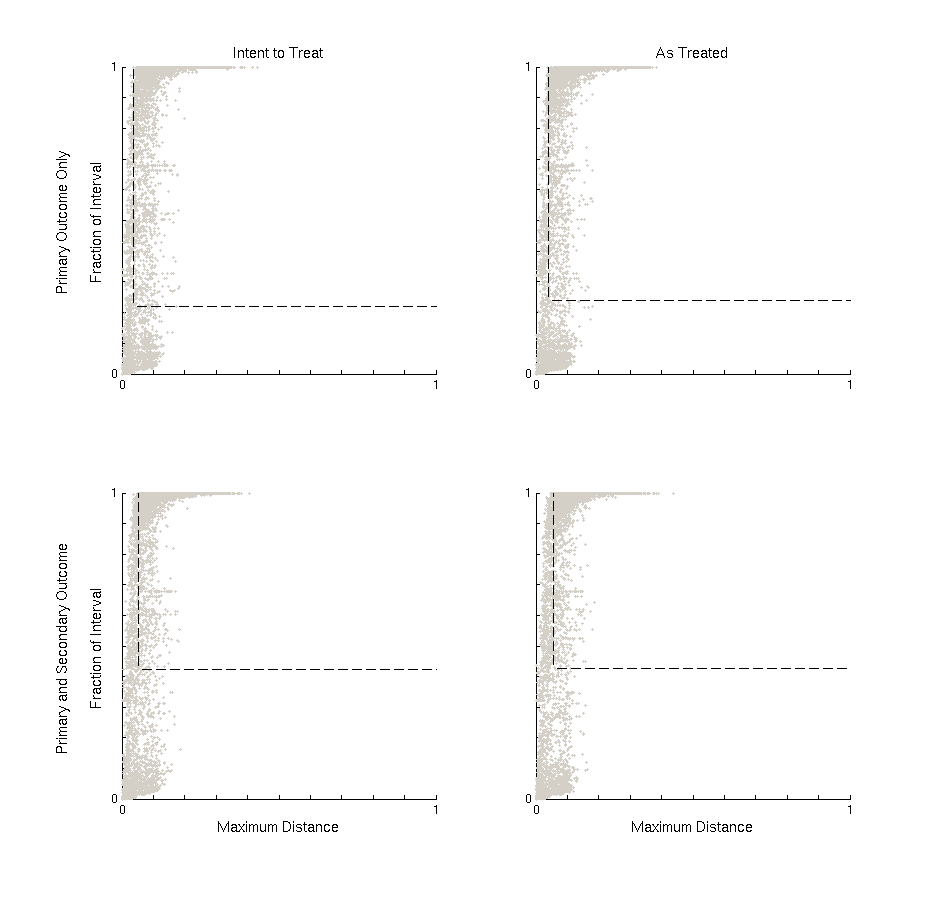 Intent to Treat
As Treated
Primary Outcome Only
Fraction of Interval
1
0
0
1
1
0
0
1
Primary and Secondary Outcome
Fraction of Interval
1
0
0
1
Maximum Distance
1
0
0
1
Maximum Distance